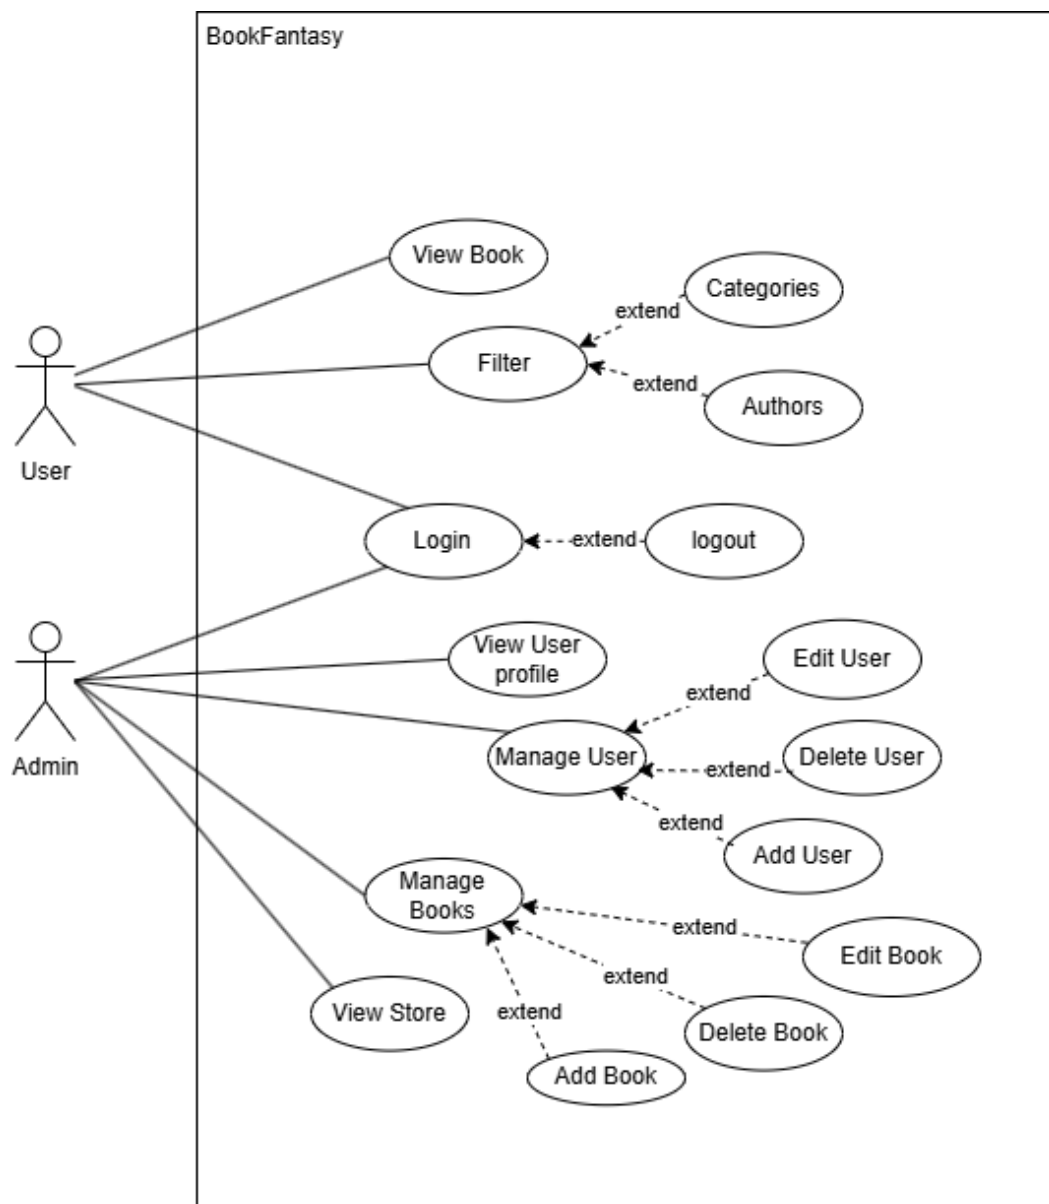 BookFantasy
View Book
Categories
extend
Filter
extend
Authors
User
Login
extend
logout
View User
profile
Edit User
extend
Manage User
extend
Delete User
Admin
extend
Add User
Manage
Books
extend
Edit Book
extend
View Store
extend
Delete Book
Add Book